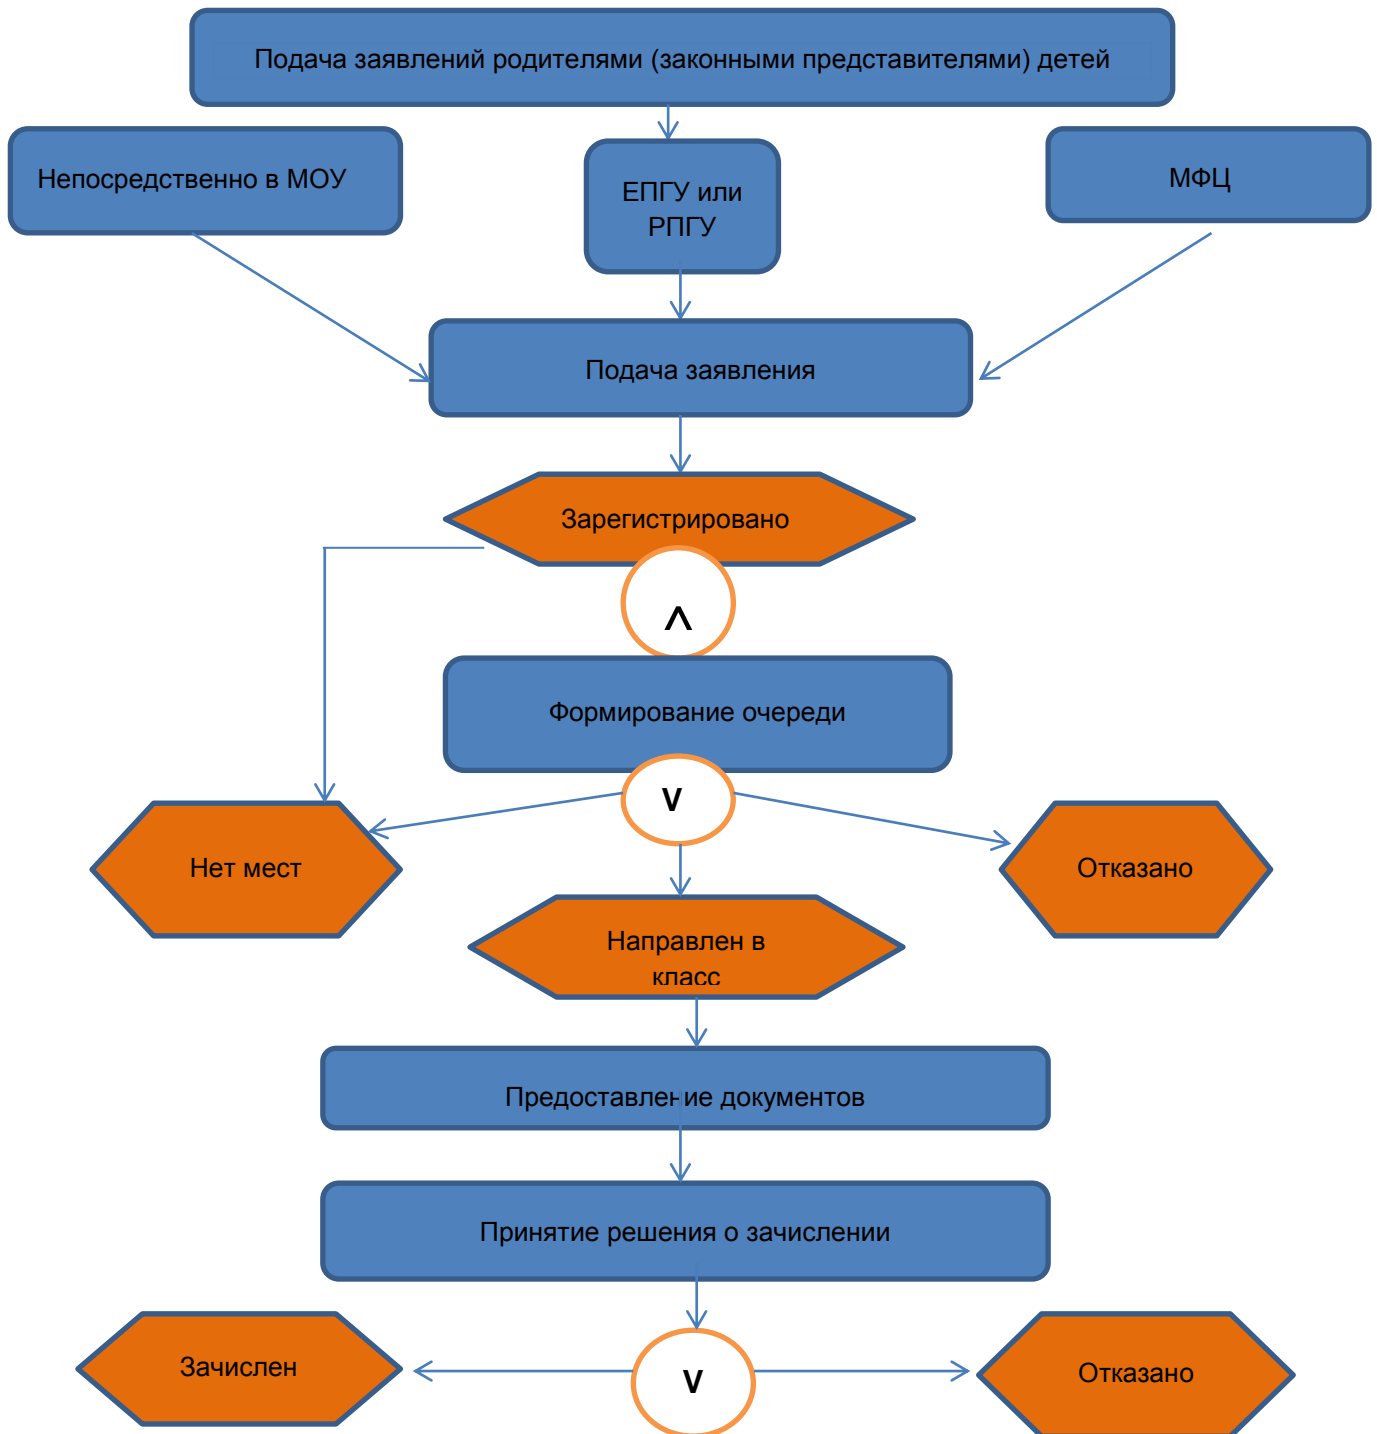 Подача заявлений родителями (законными представителями) детей
Непосредственно в МОУ
ЕПГУ или
РПГУ
МФЦ
Подача заявления
Зарегистрировано
∧
Формирование очереди
∨
Нет мест
Отказано
Направлен в
класс
Предоставление документов
Принятие решения о зачислении
Зачислен
∨
Отказано